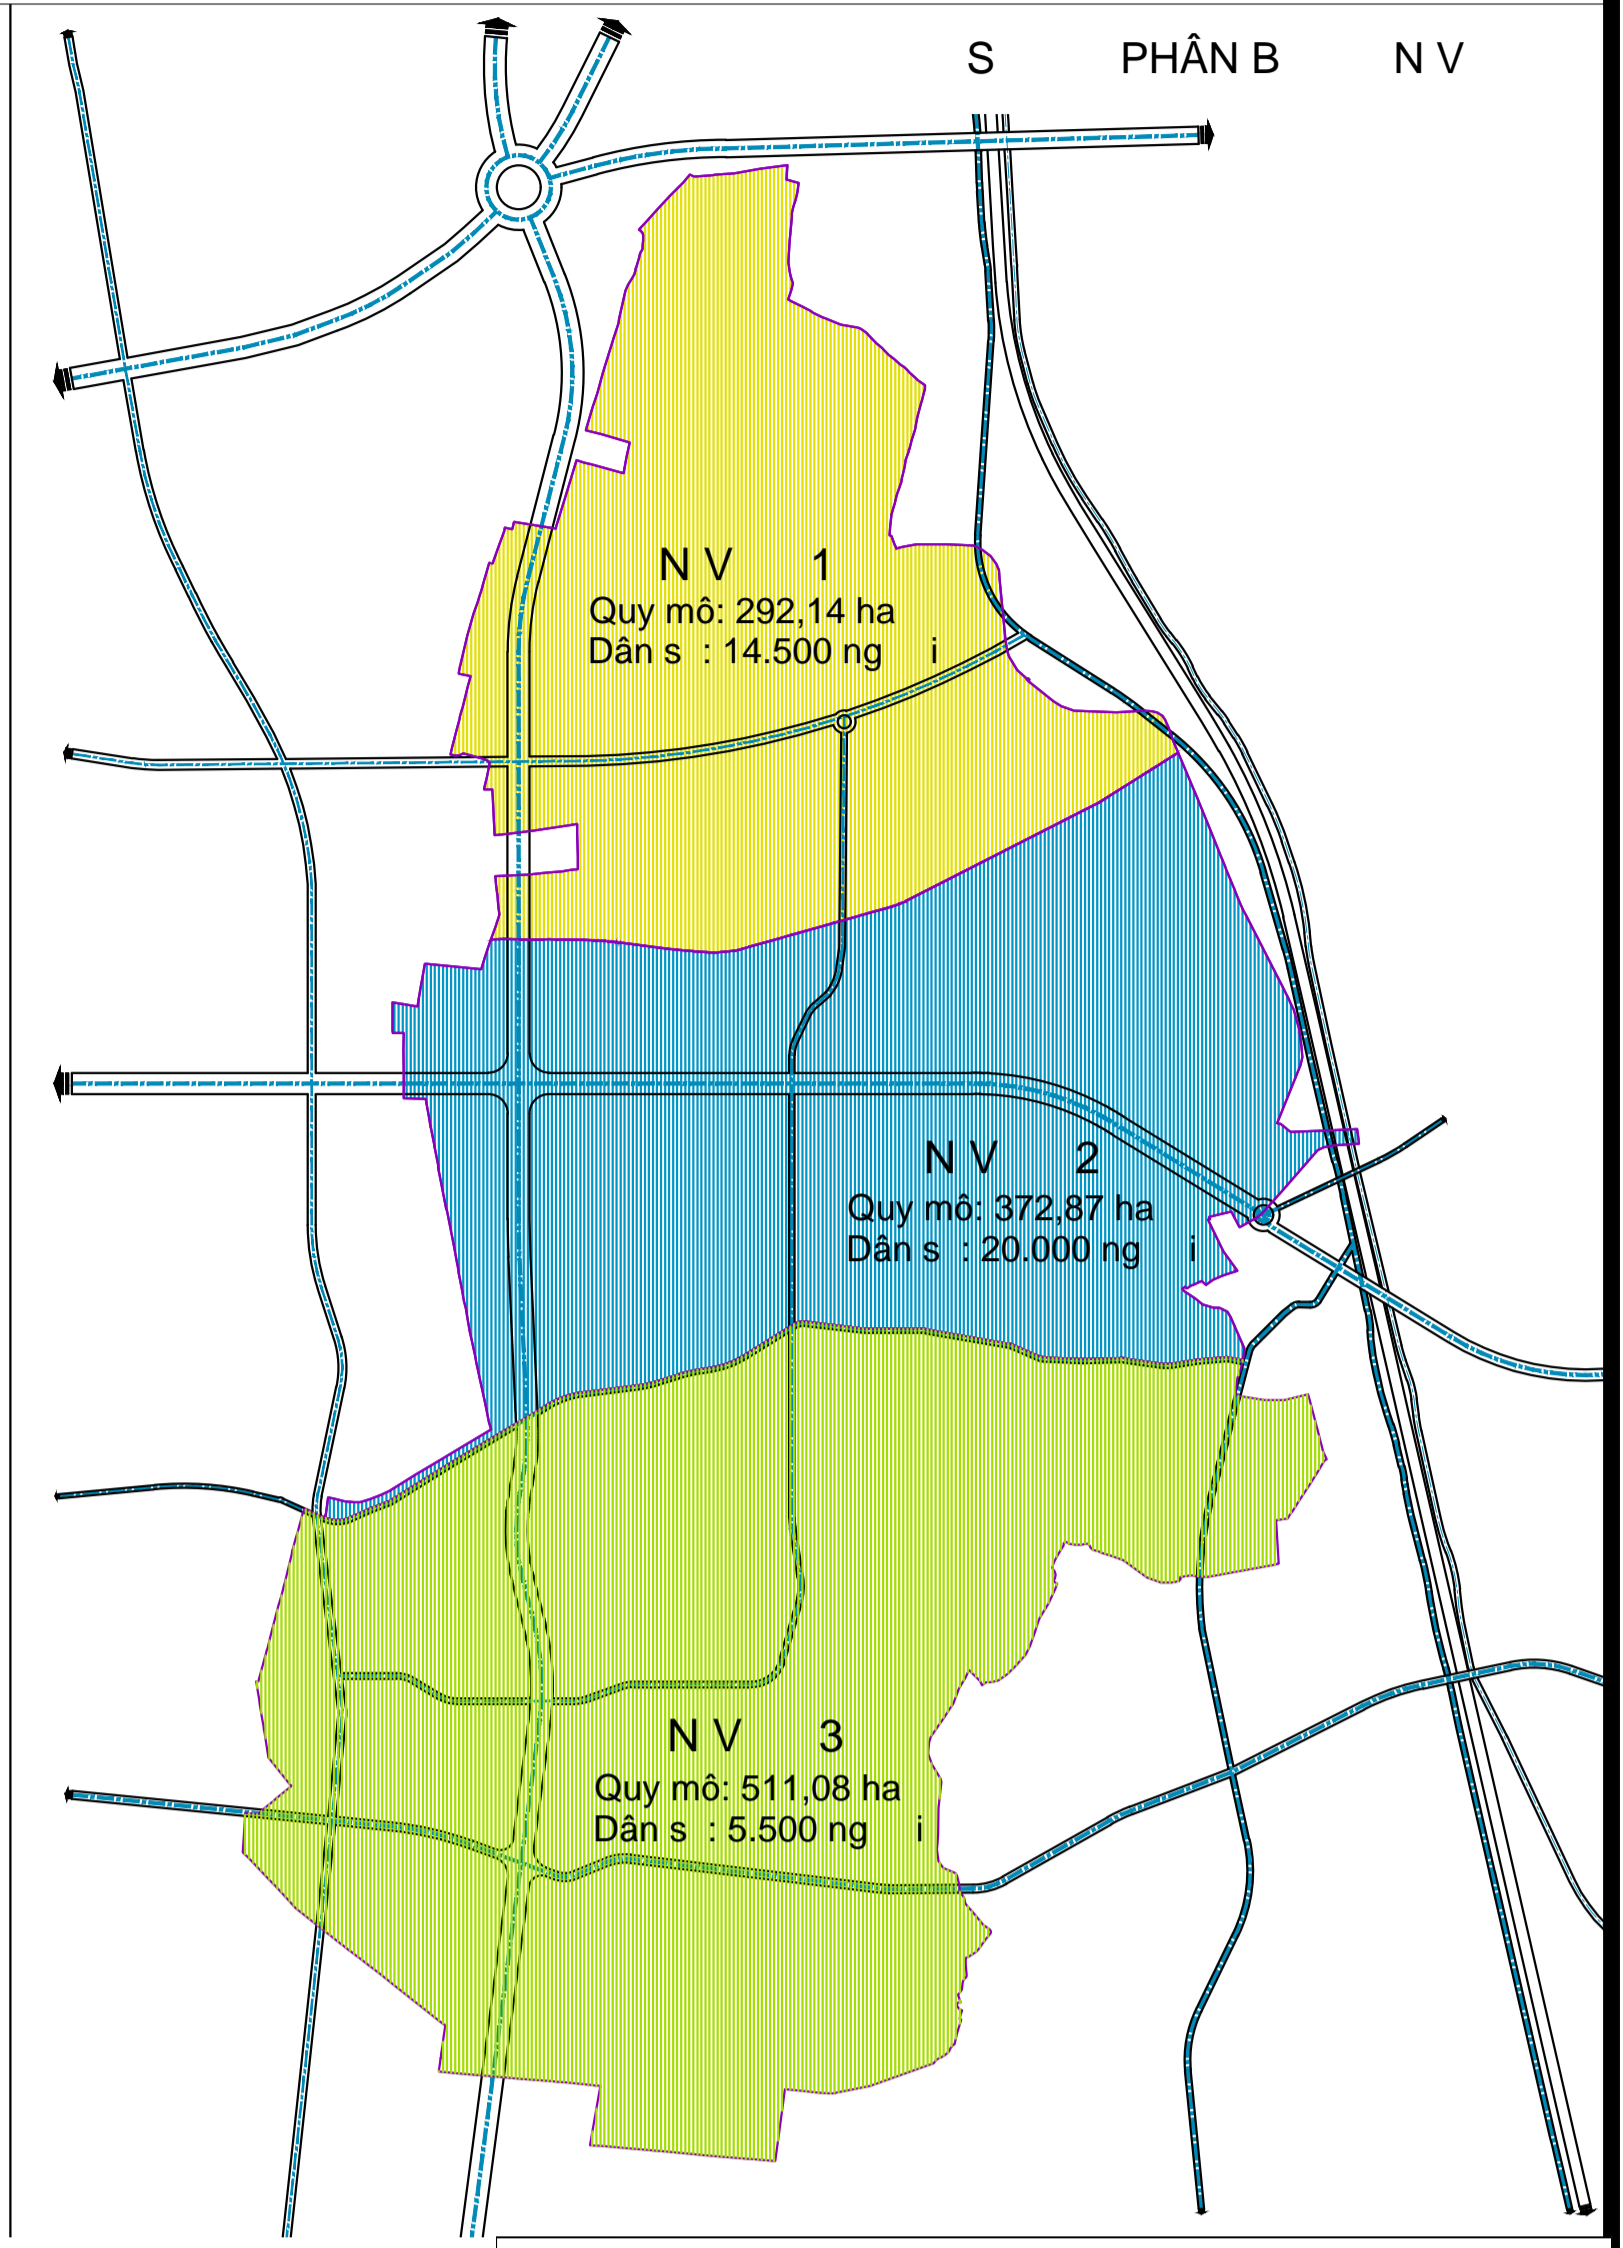 S PHÂN B N V
N V 1
Quy mô: 292,14 ha
Dân s : 14.500 ng i
N V 2
Quy mô: 372,87 ha
Dân s : 20.000 ng i
N V 3
Quy mô: 511,08 ha
Dân s : 5.500 ng i